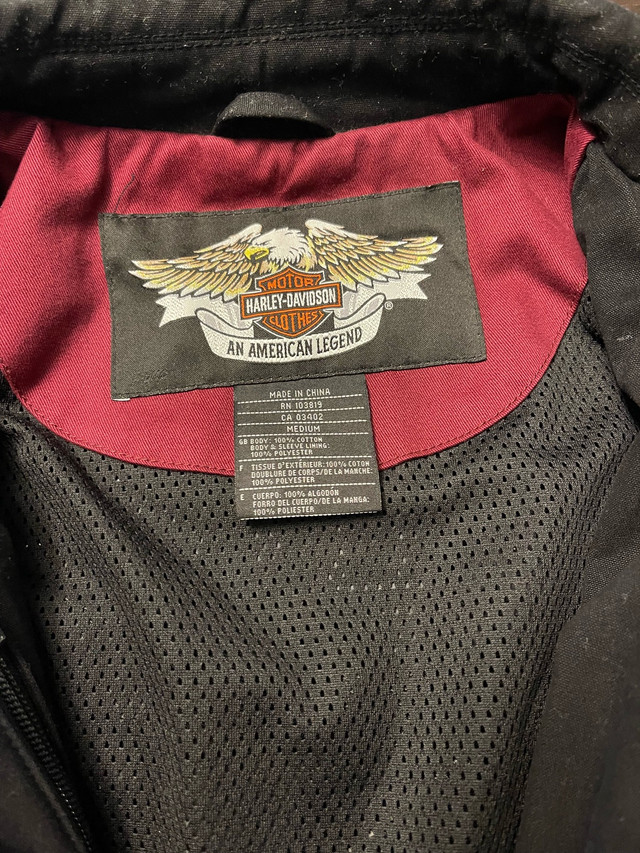 MOTOR
HARLEY-DAVIDSON
CLOTHES
®
AN AMERICAN LEGEND
MADE IN CHINA
RN 103819
CA 03402
MEDIUM
GB BODY: 100% COTTON
BODY & SLEEVE LINING:
100% POLYESTER
F TISSUE D'EXTÉRIEUR: 100% COTON
DOUBLURE DE CORPS/DE LA MANCHE:
100% POLYESTER
E CUERPO: 100% ALGODÓN
FORRO DEL CUERPO/DE LA MANGA:
100% POLIESTER